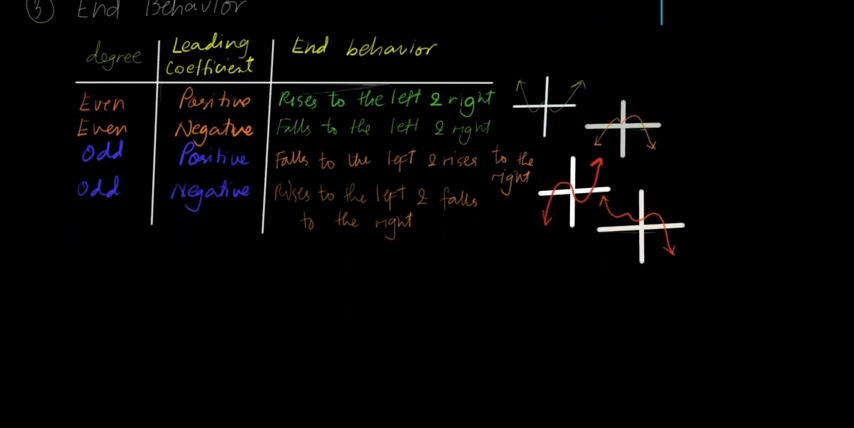 3 End Behavior
degree Leading Coefficient End behavior
Even Positive Rises to the left & right
Even Negative Falls to the left & right
Odd Positive Falls to the left & rises to the right
Odd Negative Rises to the left & falls
to the right